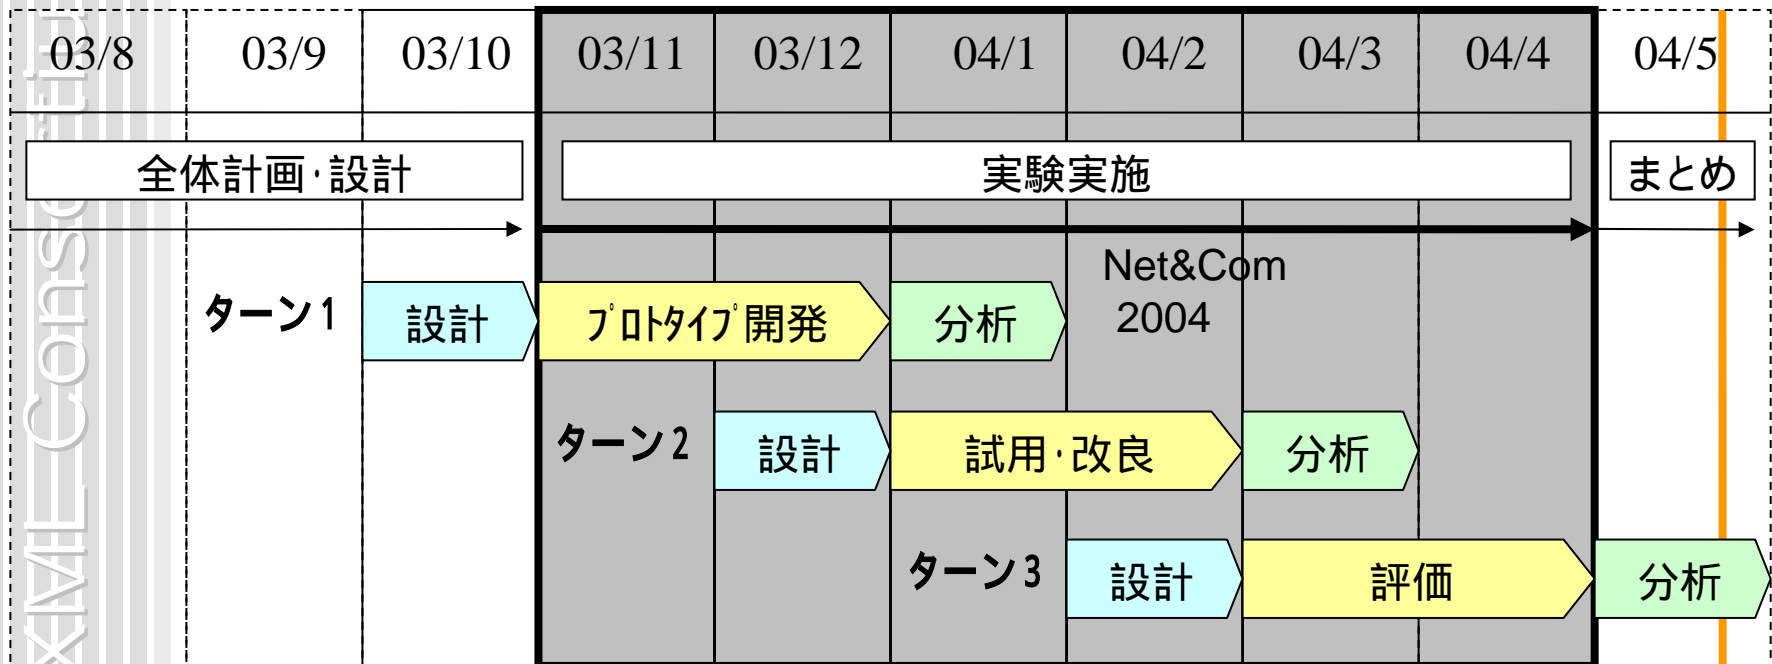 03/8 03/9 03/10 03/11 03/12 04/1 04/2 04/3 04/4 04/5
全体計画・設計 実験実施 まとめ
Net&Com
2004
ターン1 設計 ﾌﾟﾛﾄﾀｲﾌﾟ開発 分析
ターン2 設計 試用・改良 分析
ターン3 設計 評価 分析
XML Consortiu